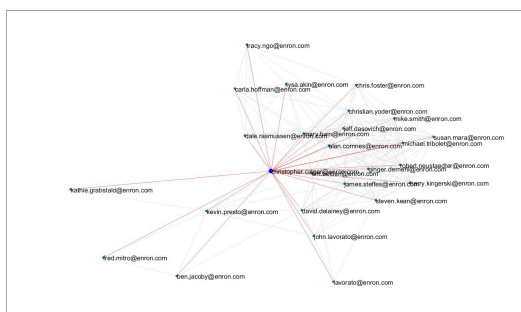 tracy.ngo@enron.com
lysa.akin@enron.com
chris.foster@enron.com
carla.hoffman@enron.com
christian.yoder@enron.com
mike.smith@enron.com
jeff.dasovich@enron.com
dale.rasmussen@enron.com
susan.mara@enron.com
michael.tribolet@enron.com
alan.comnes@enron.com
robert.neustaedter@enron.com
ginger.dernehl@enron.com
james.steffes@enron.com
kathie.grabstald@enron.com
steven.kean@enron.com
kevin.presto@enron.com
david.delainey@enron.com
john.lavorato@enron.com
fred.mitro@enron.com
ben.jacoby@enron.com
lavorato@enron.com